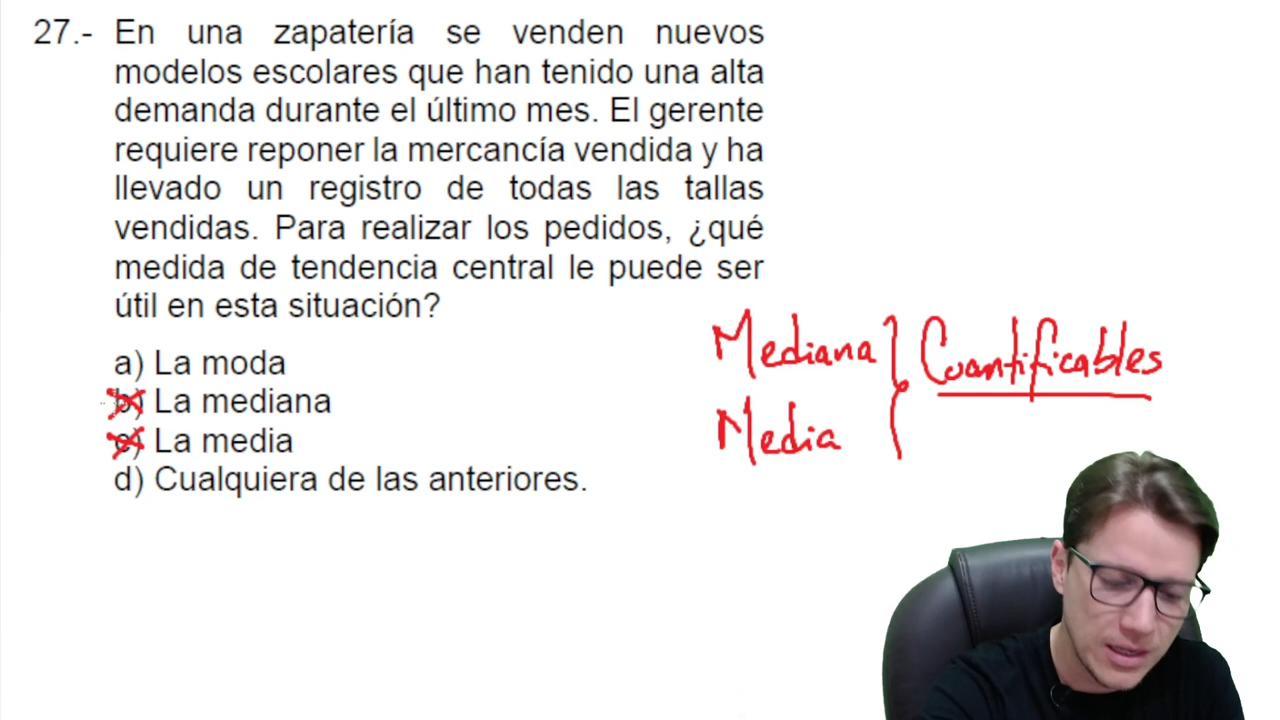 27.- En una zapatería se venden nuevos
modelos escolares que han tenido una alta
demanda durante el último mes. El gerente
requiere reponer la mercancía vendida y ha
llevado un registro de todas las tallas
vendidas. Para realizar los pedidos, ¿qué
medida de tendencia central le puede ser
útil en esta situación?
a) La moda
b) La mediana
c) La media
d) Cualquiera de las anteriores.
Mediana
Media
Cuantificables